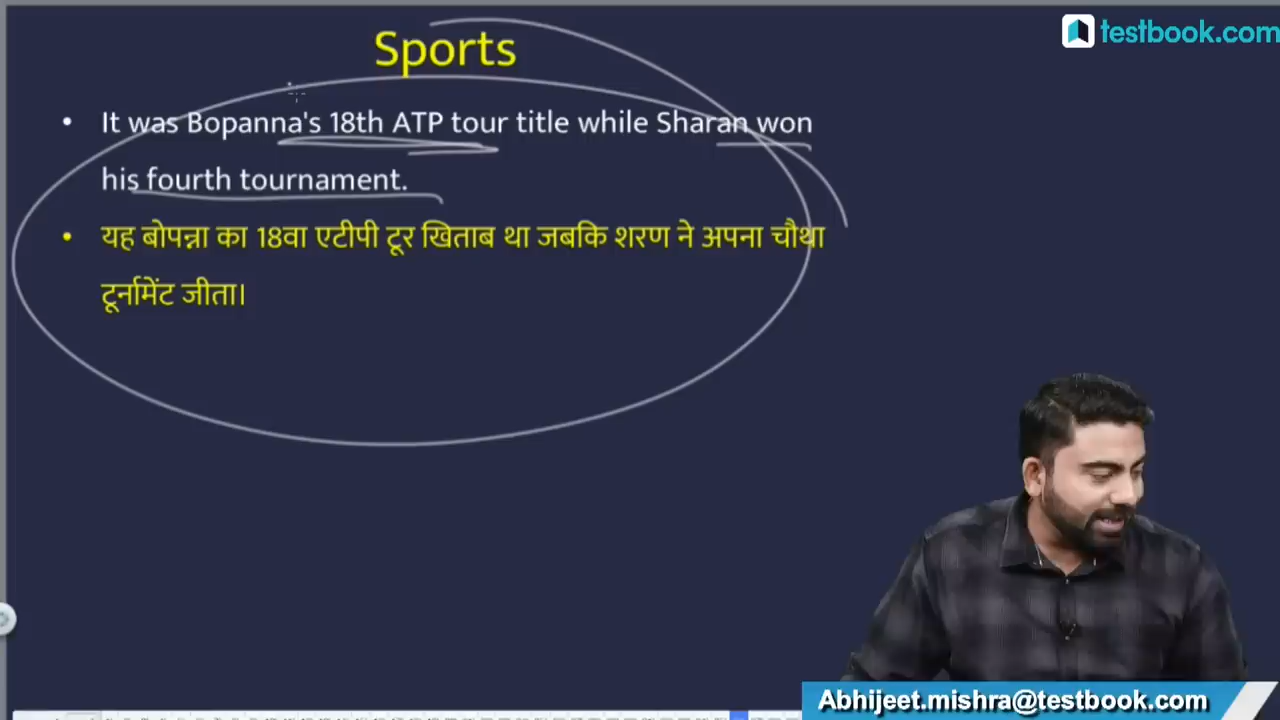 Sports
testbook.com
• It was Bopanna's 18th ATP tour title while Sharan won
his fourth tournament.
• यह बोपन्ना का 18वा एटीपी टूर खिताब था जबकि शरण ने अपना चौथा
टूर्नामेंट जीता।
Abhijeet.mishra@testbook.com